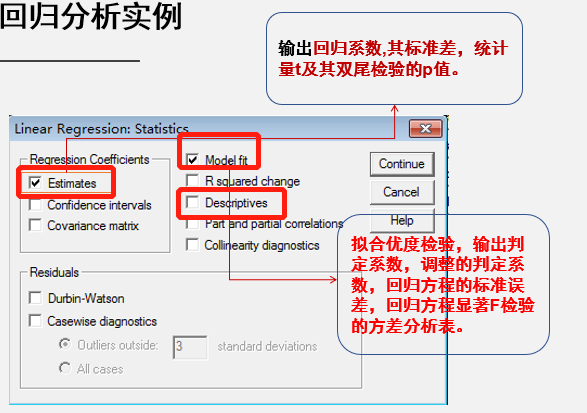 回归分析实例
输出回归系数,其标准差，统计
量t及其双尾检验的p值。
Linear Regression: Statistics
Regression Coefficients
Estimates
Confidence intervals
Covariance matrix
Model fit
R squared change
Descriptives
Part and partial correlations
Collinearity diagnostics
Continue
Cancel
Help
拟合优度检验，输出判
定系数，调整的判定系
数，回归方程的标准误
差，回归方程显著F检验
的方差分析表。
Residuals
Durbin-Watson
Casewise diagnostics
Outliers outside: 3 standard deviations
All cases